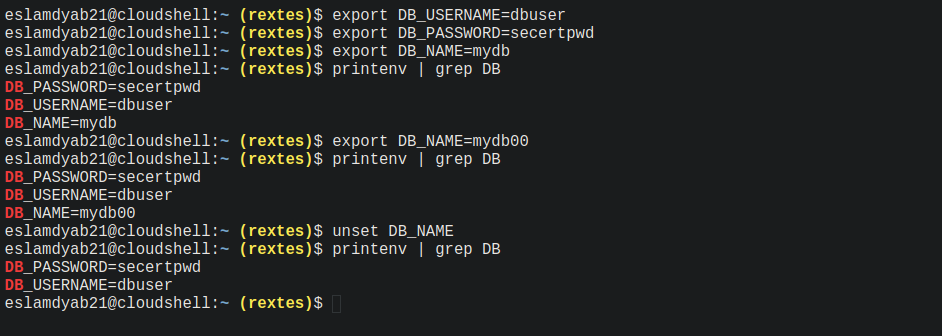 eslamdyab21@cloudshell:~ (rextes)$ export DB_USERNAME=dbuser
eslamdyab21@cloudshell:~ (rextes)$ export DB_PASSWORD=secertpwd
eslamdyab21@cloudshell:~ (rextes)$ export DB_NAME=mydb
eslamdyab21@cloudshell:~ (rextes)$ printenv | grep DB
DB_PASSWORD=secertpwd
DB_USERNAME=dbuser
DB_NAME=mydb
eslamdyab21@cloudshell:~ (rextes)$ export DB_NAME=mydb00
eslamdyab21@cloudshell:~ (rextes)$ printenv | grep DB
DB_PASSWORD=secertpwd
DB_USERNAME=dbuser
DB_NAME=mydb00
eslamdyab21@cloudshell:~ (rextes)$ unset DB_NAME
eslamdyab21@cloudshell:~ (rextes)$ printenv | grep DB
DB_PASSWORD=secertpwd
DB_USERNAME=dbuser
eslamdyab21@cloudshell:~ (rextes)$